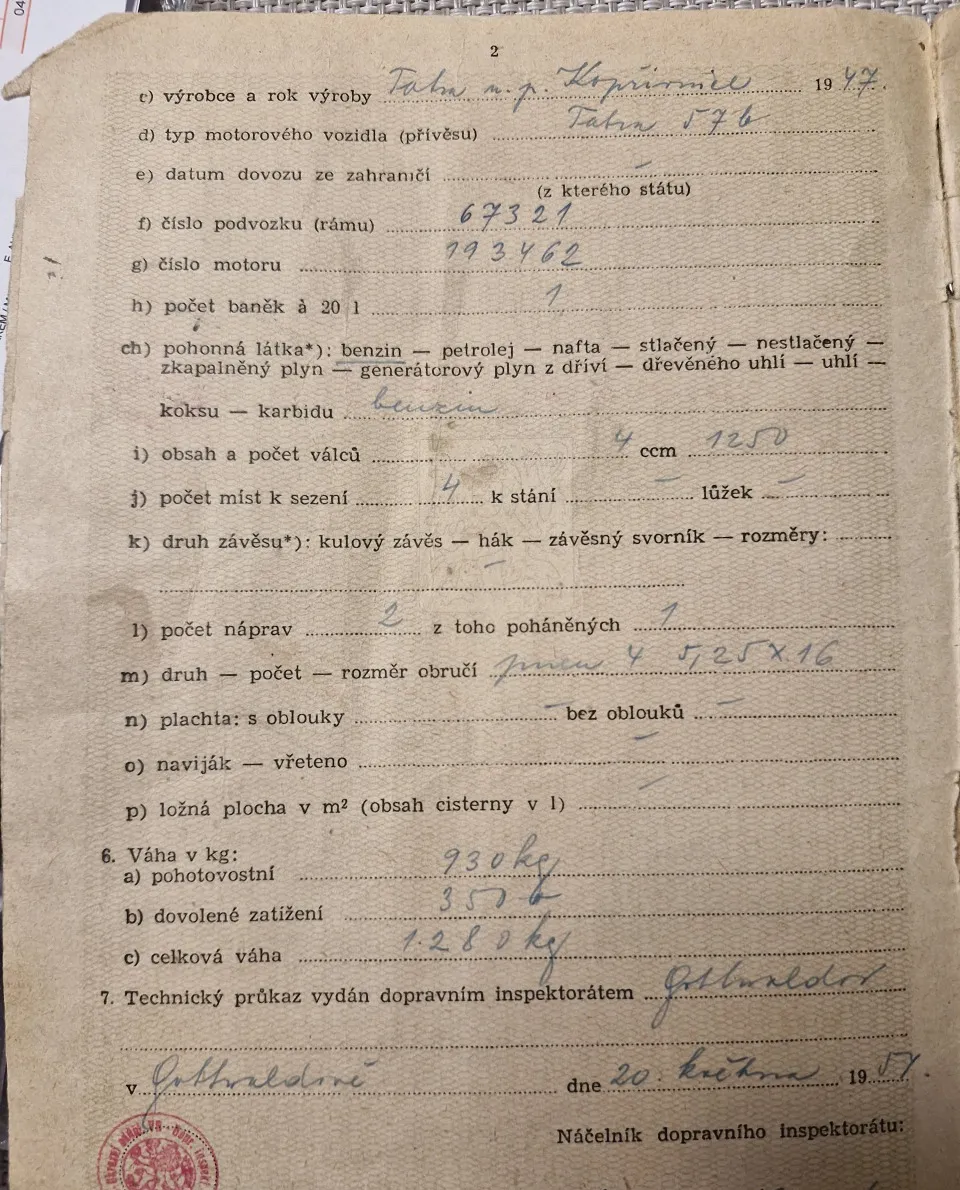 04
2
c) výrobce a rok výroby Tatra n. p. Kopřivnice 1947.
d) typ motorového vozidla (přívěsu) Tatra 57 b
e) datum dovozu ze zahraničí –
(z kterého státu)
f) číslo podvozku (rámu) 67321
g) číslo motoru 193462
h) počet baněk à 20 l 1
ch) pohonná látka*): benzin — petrolej — nafta — stlačený — nestlačený —
zkapalněný plyn — generátorový plyn z dříví — dřevěného uhlí — uhlí —
koksu — karbidu benzin
i) obsah a počet válců 4 ccm 1250
j) počet míst k sezení 4 k stání – lůžek –
k) druh závěsu*): kulový závěs — hák — závěsný svorník — rozměry:
–
l) počet náprav 2 z toho poháněných 1
m) druh — počet — rozměr obručí pneu 4 5,25 x 16
n) plachta: s oblouky – bez oblouků –
o) naviják — vřeteno –
p) ložná plocha v m² (obsah cisterny v l) –
6. Váha v kg:
a) pohotovostní 930 kg
b) dovolené zatížení 350
c) celková váha 1.280 kg
7. Technický průkaz vydán dopravním inspektorátem Gottwaldov
v Gottwaldově dne 20. května 19
Náčelník dopravního inspektorátu: